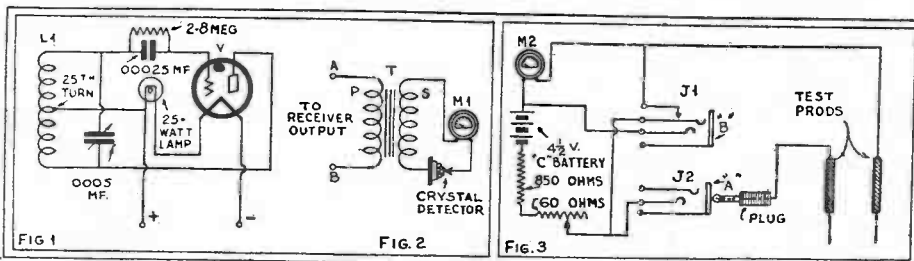 L1
2-8 MEG
V
.00025 MF
25TH
TURN
25-
WATT
LAMP
.0005
MF.
+
-
FIG 1
A
T
P
S
M1
TO
RECEIVER
OUTPUT
B
CRYSTAL
DETECTOR
FIG. 2
M2
J1
"B"
TEST
PRODS
4½ V.
"C" BATTERY
850 OHMS
60 OHMS
J2
"A"
PLUG
FIG. 3